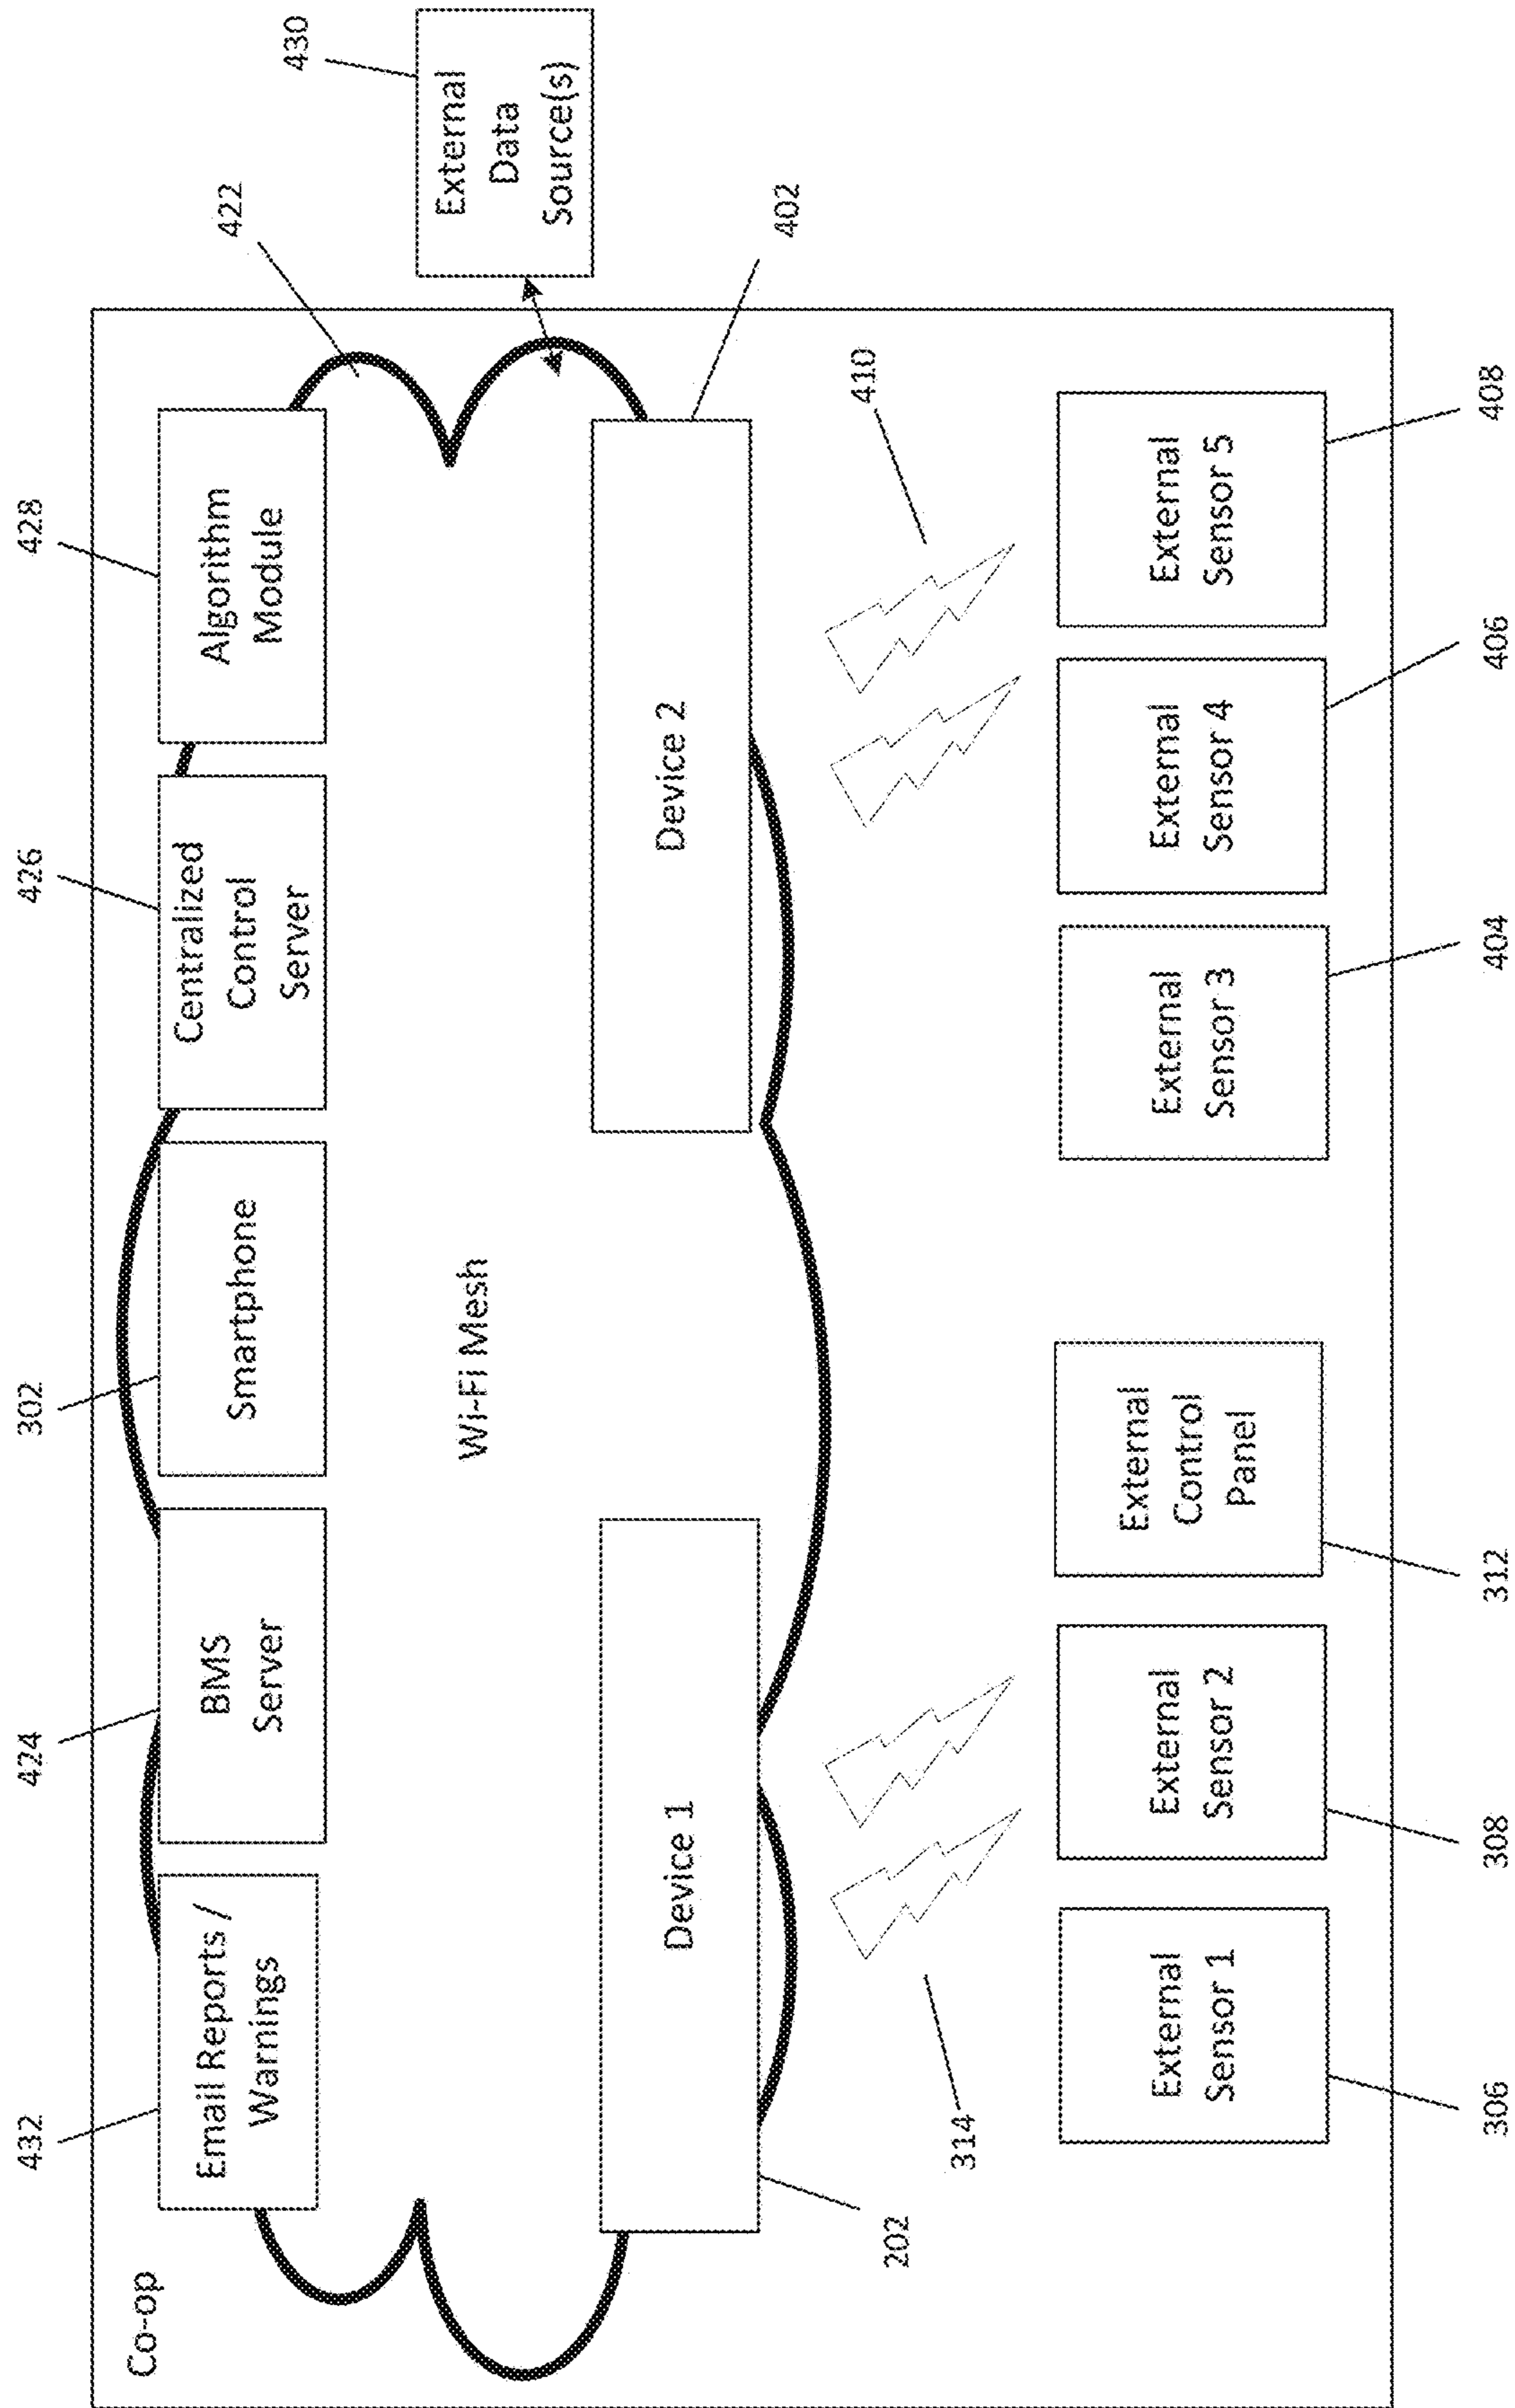 Co-op
432
424
302
426
428
Email Reports /
Warnings
BMS
Server
Smartphone
Centralized
Control
Server
Algorithm
Module
422
430
External
Data
Source(s)
Wi-Fi Mesh
Device 1
Device 2
402
202
314
410
External
Sensor 1
External
Sensor 2
External
Control
Panel
External
Sensor 3
External
Sensor 4
External
Sensor 5
306
308
312
404
406
408